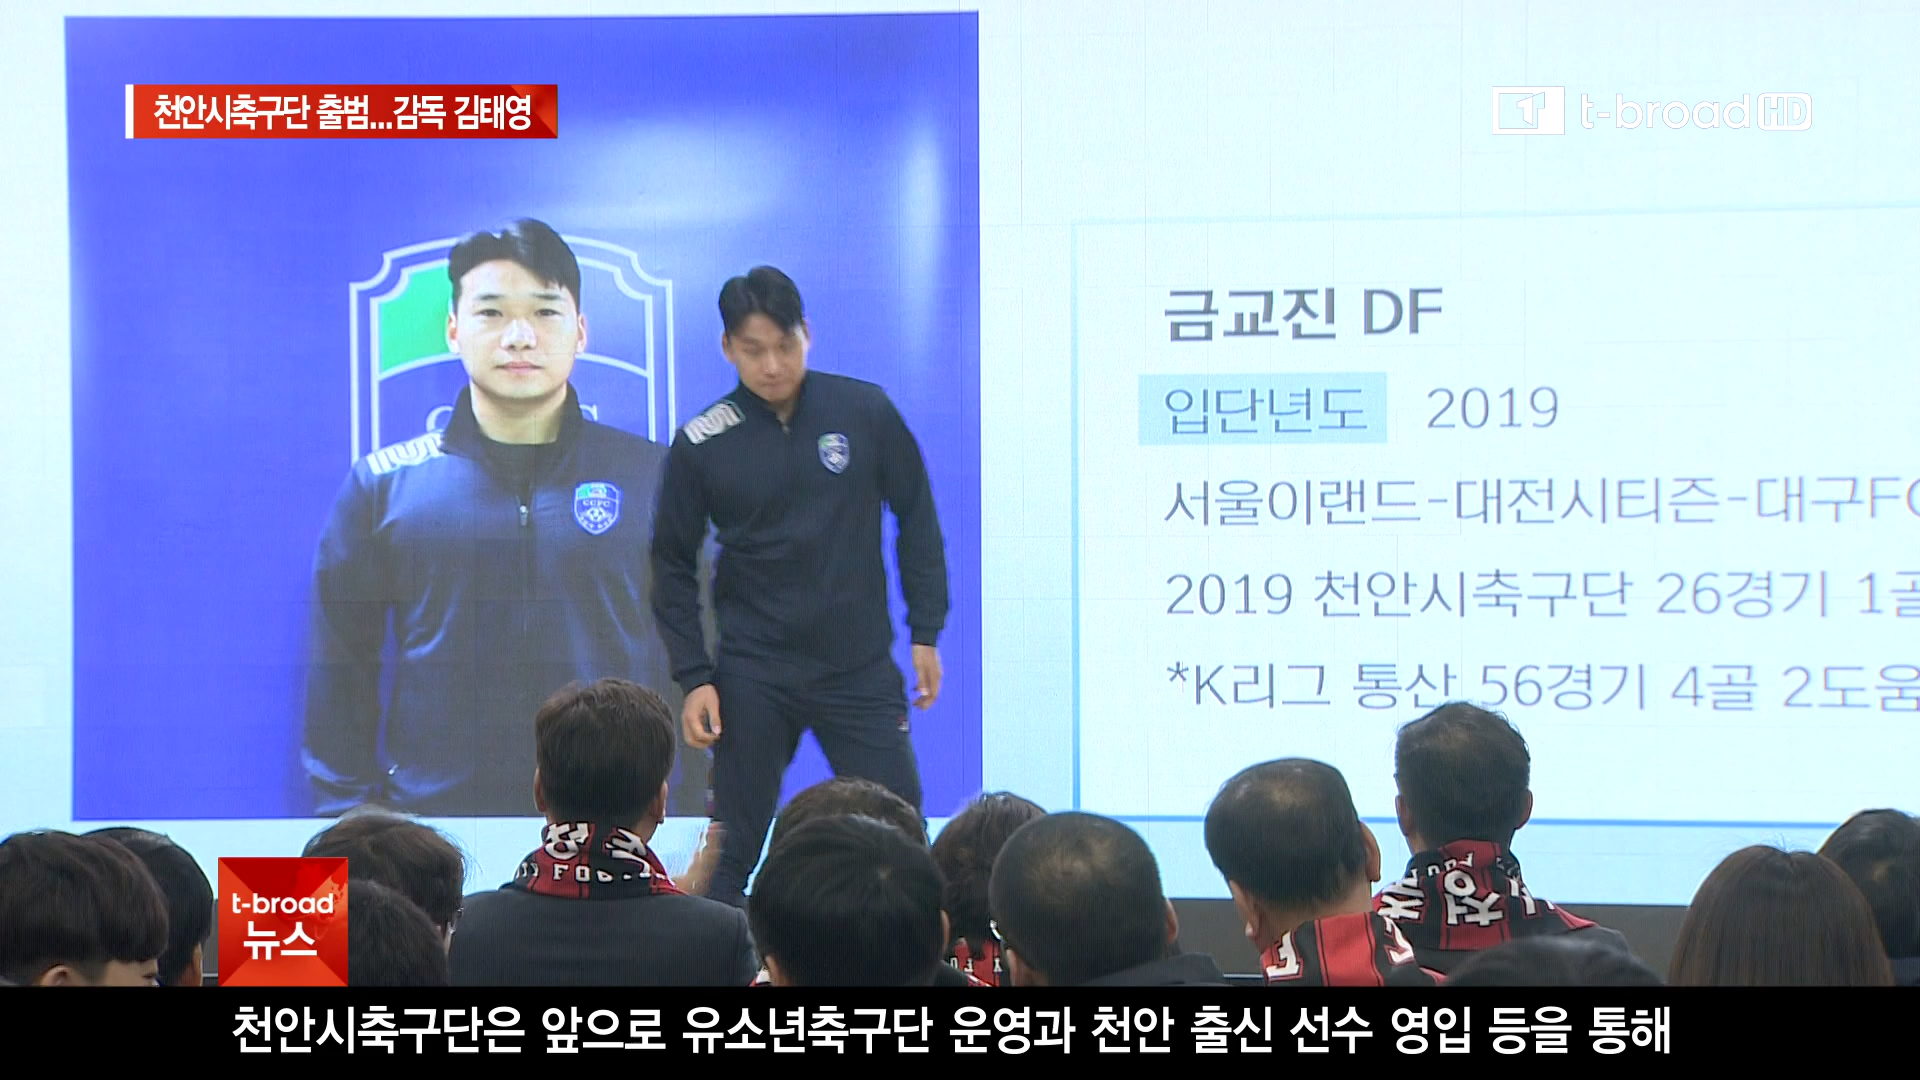 천안시축구단 출범...감독 김태영
t-broad HD
금교진 DF
입단년도 2019
서울이랜드-대전시티즌-대구FC
2019 천안시축구단 26경기 1골
*K리그 통산 56경기 4골 2도움
CCFC
t-broad
뉴스
천안시축구단은 앞으로 유소년축구단 운영과 천안 출신 선수 영입 등을 통해